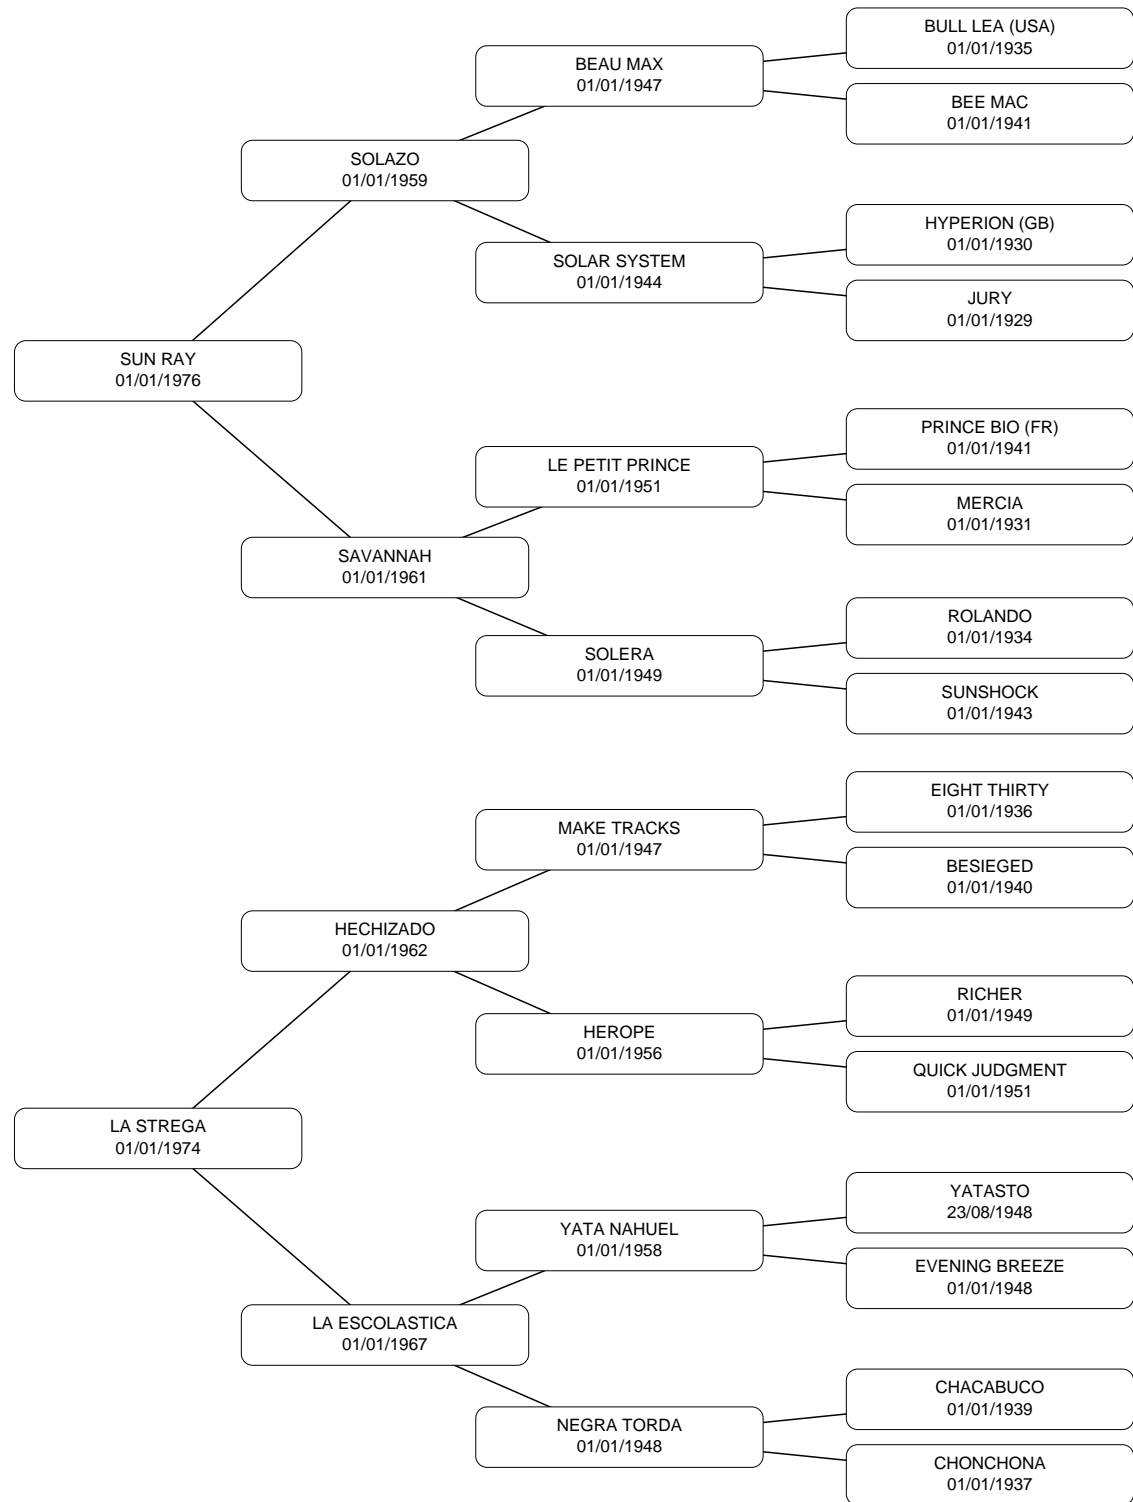 BULL LEA (USA)
01/01/1935
BEAU MAX
01/01/1947
BEE MAC
01/01/1941
SOLAZO
01/01/1959
HYPERION (GB)
01/01/1930
SOLAR SYSTEM
01/01/1944
JURY
01/01/1929
SUN RAY
01/01/1976
PRINCE BIO (FR)
01/01/1941
LE PETIT PRINCE
01/01/1951
MERCIA
01/01/1931
SAVANNAH
01/01/1961
ROLANDO
01/01/1934
SOLERA
01/01/1949
SUNSHOCK
01/01/1943
EIGHT THIRTY
01/01/1936
MAKE TRACKS
01/01/1947
BESIEGED
01/01/1940
HECHIZADO
01/01/1962
RICHER
01/01/1949
HEROPE
01/01/1956
QUICK JUDGMENT
01/01/1951
LA STREGA
01/01/1974
YATASTO
23/08/1948
YATA NAHUEL
01/01/1958
EVENING BREEZE
01/01/1948
LA ESCOLASTICA
01/01/1967
CHACABUCO
01/01/1939
NEGRA TORDA
01/01/1948
CHONCHONA
01/01/1937